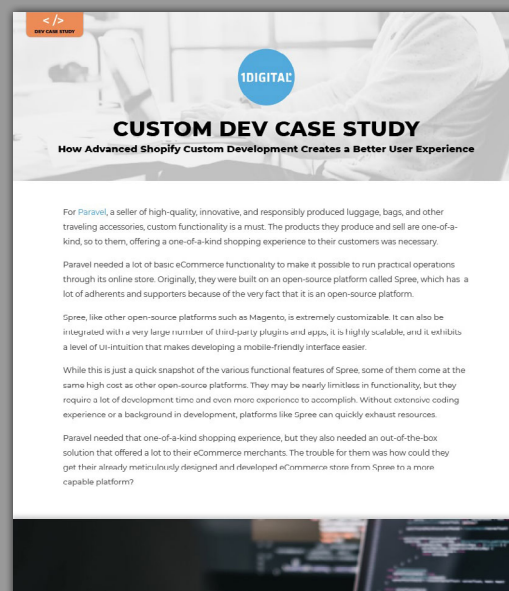 </>
DEV CASE STUDY
1DIGITAL
CUSTOM DEV CASE STUDY
How Advanced Shopify Custom Development Creates a Better User Experience
For Paravel, a seller of high-quality, innovative, and responsibly produced luggage, bags, and other
traveling accessories, custom functionality is a must. The products they produce and sell are one-of-a-
kind, so to them, offering a one-of-a-kind shopping experience to their customers was necessary.
Paravel needed a lot of basic eCommerce functionality to make it possible to run practical operations
through its online store. Originally, they were built on an open-source platform called Spree, which has a
lot of adherents and supporters because of the very fact that it is an open-source platform.
Spree, like other open-source platforms such as Magento, is extremely customizable. It can also be
integrated with a very large number of third-party plugins and apps, it is highly scalable, and it exhibits
a level of UI-intuition that makes developing a mobile-friendly interface easier.
While this is just a quick snapshot of the various functional features of Spree, some of them come at the
same high cost as other open-source platforms. They may be nearly limitless in functionality, but they
require a lot of development time and even more experience to accomplish. Without extensive coding
experience or a background in development, platforms like Spree can quickly exhaust resources.
Paravel needed that one-of-a-kind shopping experience, but they also needed an out-of-the-box
solution that offered a lot to their eCommerce merchants. The trouble for them was how could they
get their already meticulously designed and developed eCommerce store from Spree to a more
capable platform?